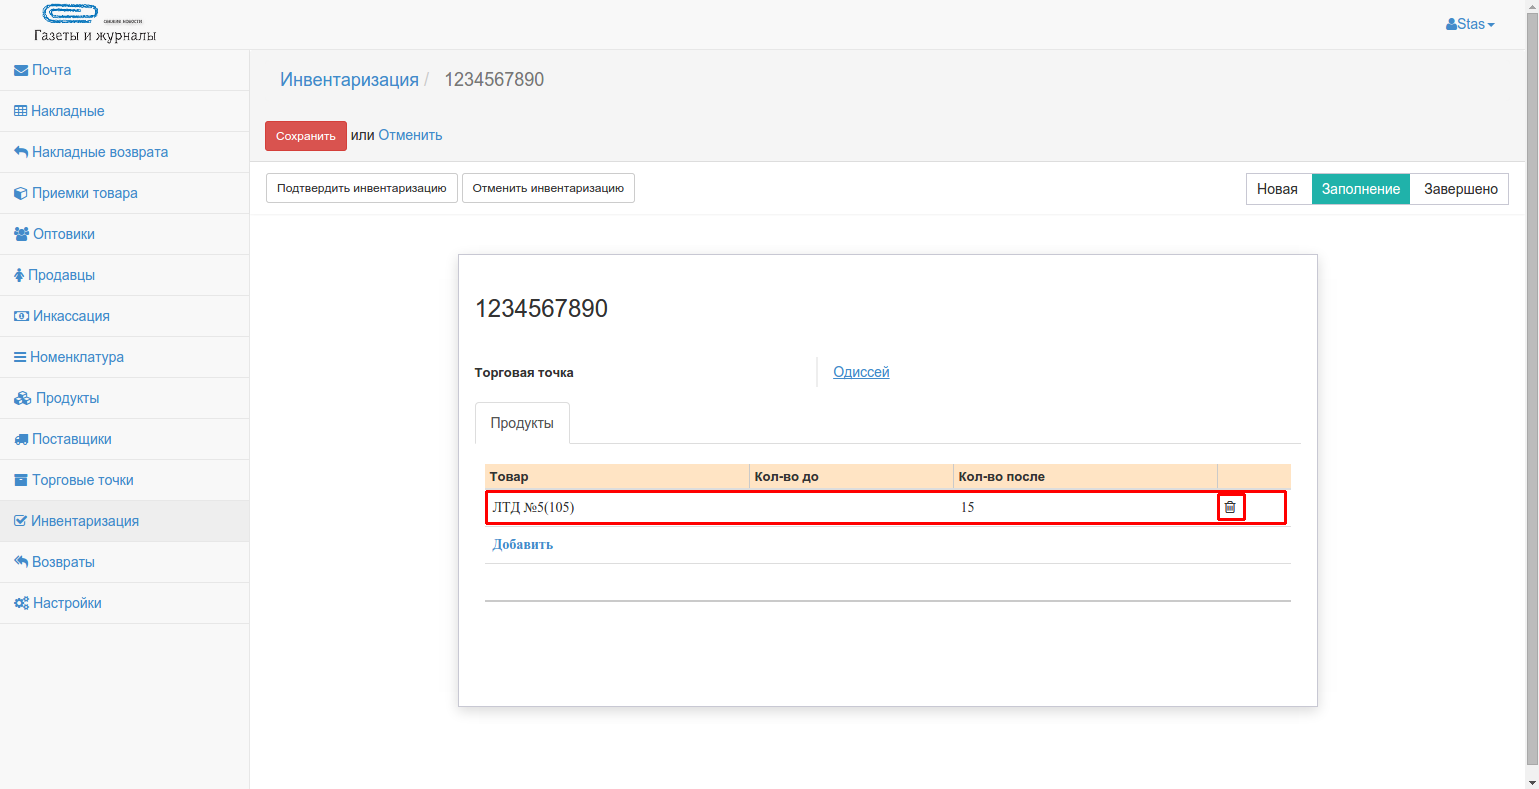 свежие новости
Газеты и журналы
Stas
Почта
Накладные
Накладные возврата
Приемки товара
Оптовики
Продавцы
Инкассация
Номенклатура
Продукты
Поставщики
Торговые точки
Инвентаризация
Возвраты
Настройки
Инвентаризация / 1234567890
Сохранить или Отменить
Подтвердить инвентаризацию Отменить инвентаризацию Новая Заполнение Завершено
1234567890
Торговая точка Одиссей
Продукты
Товар Кол-во до Кол-во после
ЛТД №5(105) 15
Добавить